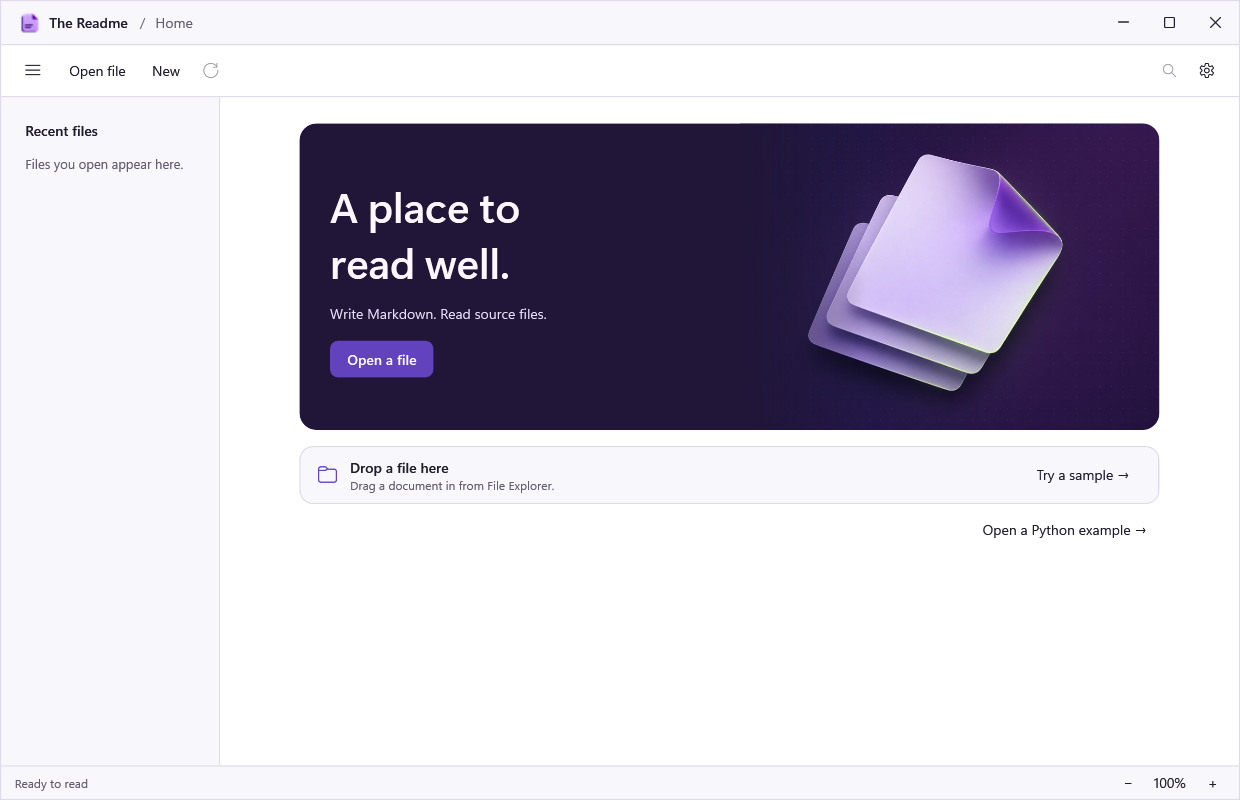 The Readme / Home
Open file New
Recent files
Files you open appear here.
A place to
read well.
Write Markdown. Read source files.
Open a file
Drop a file here
Drag a document in from File Explorer.
Try a sample →
Open a Python example →
Ready to read
− 100% +